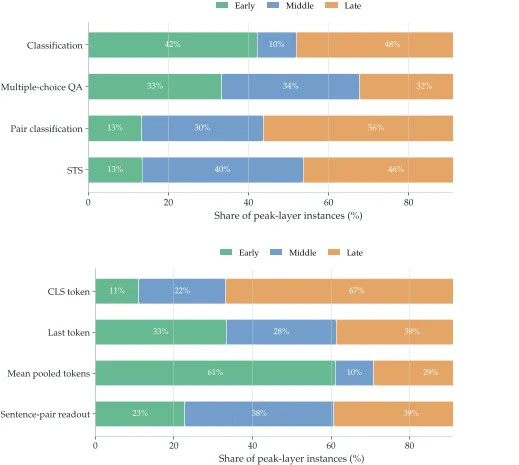 Early Middle Late
Classification 42% 10% 48%
Multiple-choice QA 33% 34% 32%
Pair classification 13% 30% 56%
STS 13% 40% 46%
0 20 40 60 80
Share of peak-layer instances (%)
Early Middle Late
CLS token 11% 22% 67%
Last token 33% 28% 39%
Mean pooled tokens 61% 10% 29%
Sentence-pair readout 23% 38% 39%
0 20 40 60 80
Share of peak-layer instances (%)